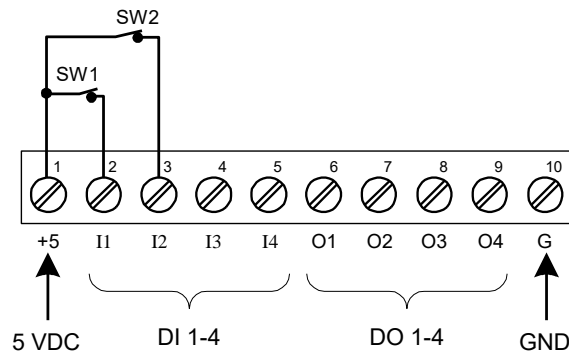 SW2
SW1
1 2 3 4 5 6 7 8 9 10
+5 I1 I2 I3 I4 O1 O2 O3 O4 G
5 VDC DI 1-4 DO 1-4 GND